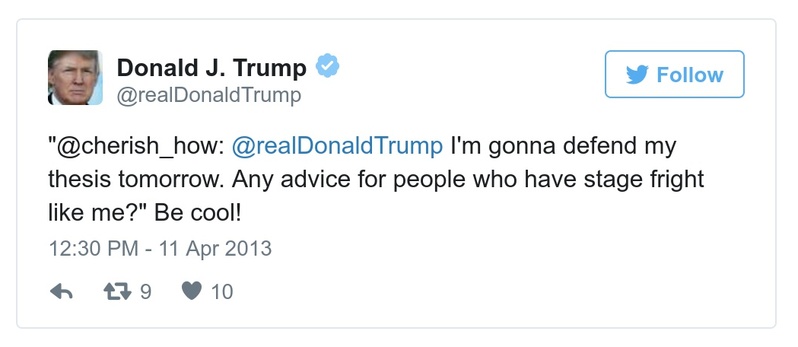 Donald J. Trump
@realDonaldTrump
Follow
"@cherish_how: @realDonaldTrump I'm gonna defend my
thesis tomorrow. Any advice for people who have stage fright
like me?" Be cool!
12:30 PM - 11 Apr 2013
9 10